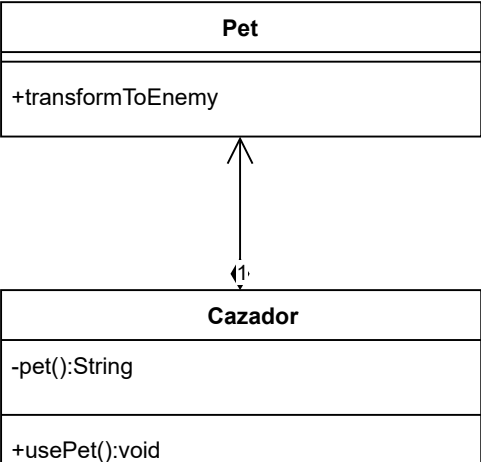 Pet
+transformToEnemy
1
Cazador
-pet():String
+usePet():void